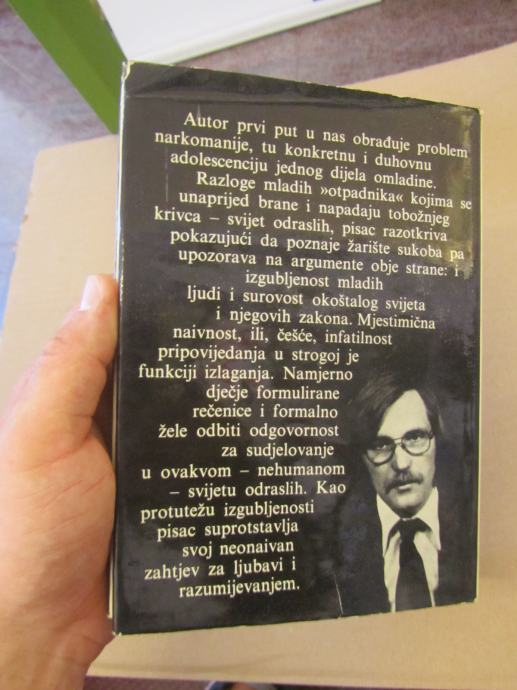 Autor prvi put u nas obrađuje problem
narkomanije, tu konkretnu i duhovnu
adolescenciju jednog dijela omladine.
Razloge mladih »otpadnika« kojima se
unaprijed brane i napadaju tobožnjeg
krivca – svijet odraslih, pisac razotkriva
pokazujući da poznaje žarište sukoba pa
upozorava na argumente obje strane: i
izgubljenost mladih
ljudi i surovost okoštalog svijeta
i njegovih zakona. Mjestimična
naivnost, ili, češće, infatilnost
pripovijedanja u strogoj je
funkciji izlaganja. Namjerno
dječje formulirane
rečenice i formalno
žele odbiti odgovornost
za sudjelovanje
u ovakvom – nehumanom
– svijetu odraslih. Kao
protutežu izgubljenosti
pisac suprotstavlja
svoj neonaivan
zahtjev za ljubavi i
razumijevanjem.